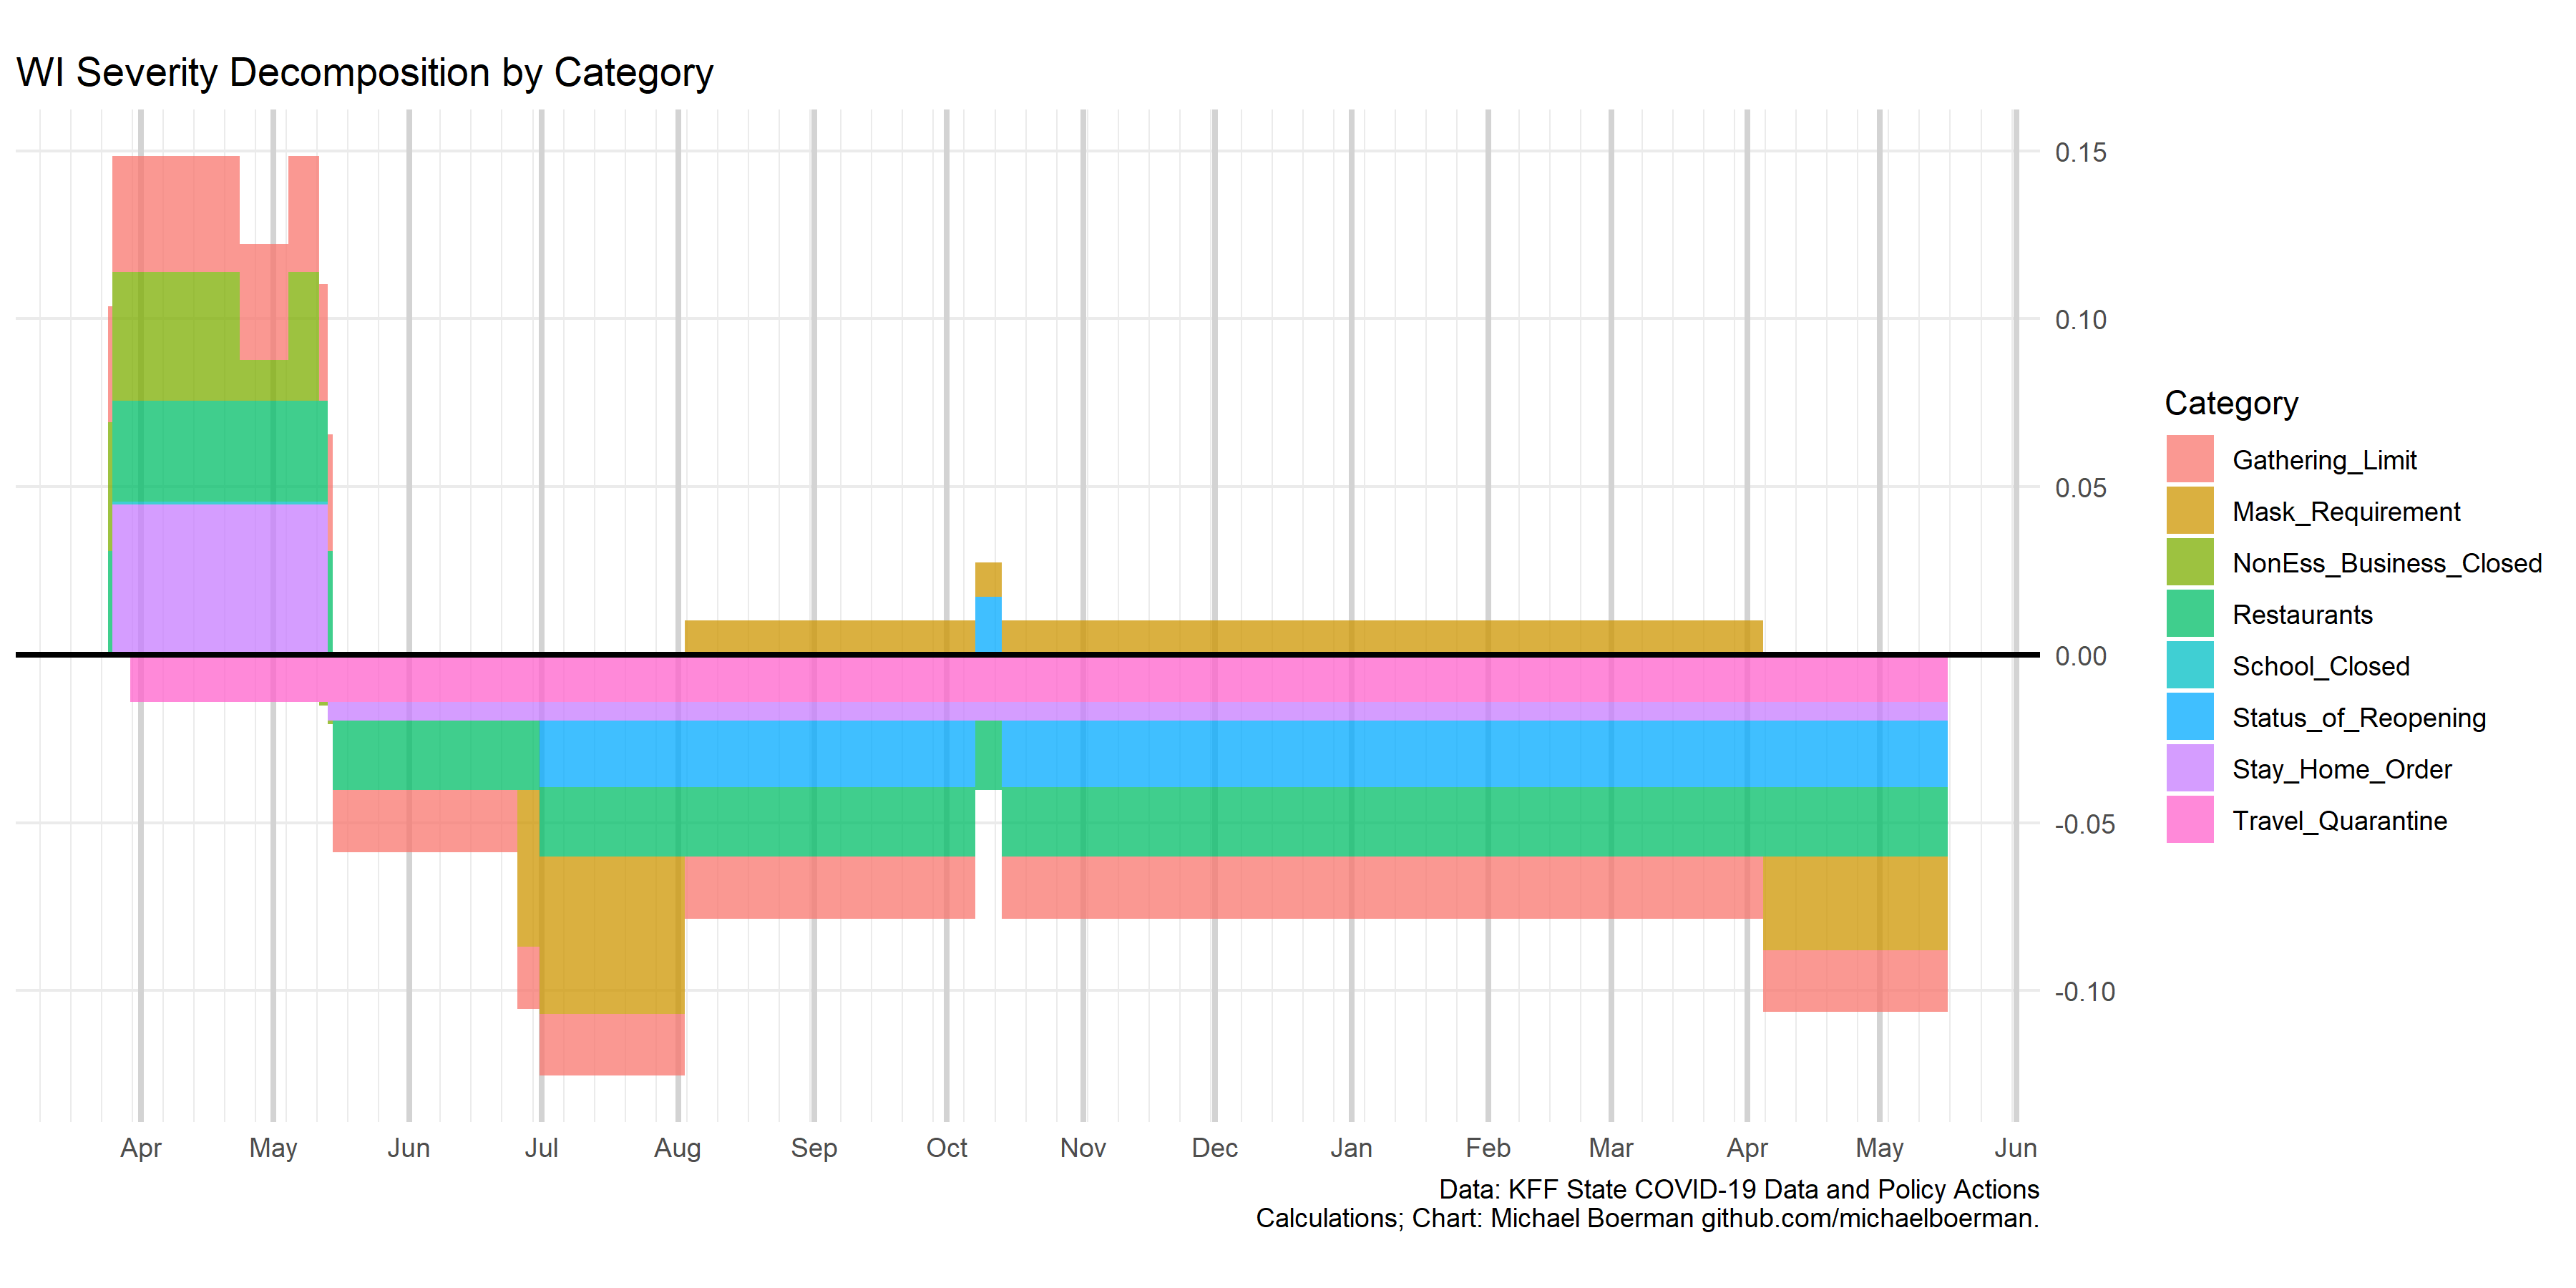 WI Severity Decomposition by Category
0.15
0.10
0.05
0.00
-0.05
-0.10
Apr May Jun Jul Aug Sep Oct Nov Dec Jan Feb Mar Apr May Jun
Category
Gathering_Limit
Mask_Requirement
NonEss_Business_Closed
Restaurants
School_Closed
Status_of_Reopening
Stay_Home_Order
Travel_Quarantine
Data: KFF State COVID-19 Data and Policy Actions
Calculations; Chart: Michael Boerman github.com/michaelboerman.